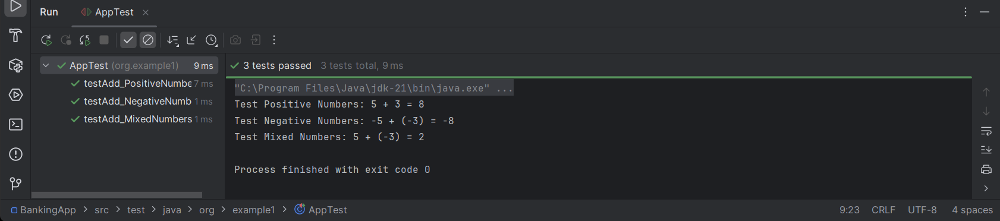 Run AppTest
AppTest (org.example1) 9 ms
testAdd_PositiveNumbe 7 ms
testAdd_NegativeNumb 1 ms
testAdd_MixedNumbers 1 ms
3 tests passed 3 tests total, 9 ms
"C:\Program Files\Java\jdk-21\bin\java.exe" ...
Test Positive Numbers: 5 + 3 = 8
Test Negative Numbers: -5 + (-3) = -8
Test Mixed Numbers: 5 + (-3) = 2
Process finished with exit code 0
BankingApp > src > test > java > org > example1 > AppTest 9:23 CRLF UTF-8 4 spaces